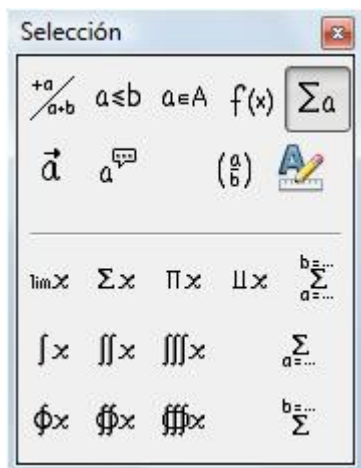 Selección
+a/a+b a≤b a∈A f(x) Σa
a⃗ a (a/b) A
lim x Σx Πx ∐x b=... Σ a=...
∫x ∬x ∭x Σ a=...
∮x ∯x ∰x b=... Σ